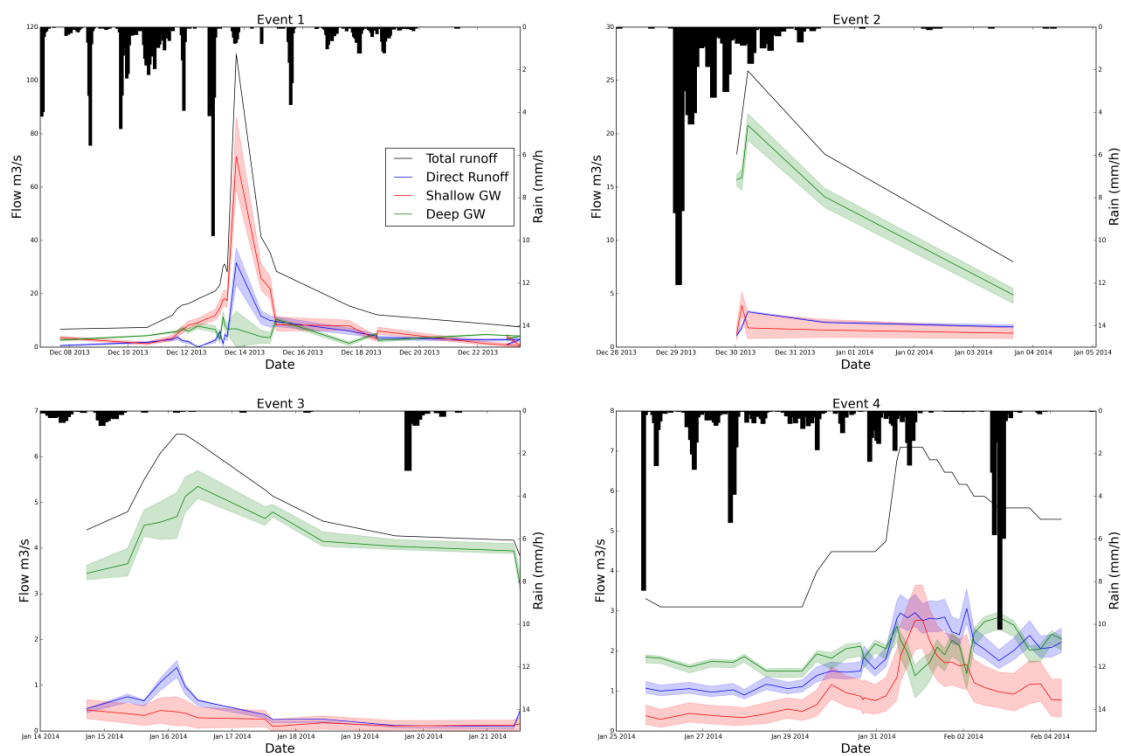 Event 1
120
100
80
60
40
20
0
Flow m3/s
0
2
4
6
8
10
12
14
Rain (mm/h)
Total runoff
Direct Runoff
Shallow GW
Deep GW
Dec 08 2013 Dec 10 2013 Dec 12 2013 Dec 14 2013 Dec 16 2013 Dec 18 2013 Dec 20 2013 Dec 22 2013
Date
Event 2
30
25
20
15
10
5
0
Flow m3/s
0
2
4
6
8
10
12
14
Rain (mm/h)
Dec 28 2013 Dec 29 2013 Dec 30 2013 Dec 31 2013 Jan 01 2014 Jan 02 2014 Jan 03 2014 Jan 04 2014 Jan 05 2014
Date
Event 3
7
6
5
4
3
2
1
0
Flow m3/s
0
2
4
6
8
10
12
14
Rain (mm/h)
Jan 14 2014 Jan 15 2014 Jan 16 2014 Jan 17 2014 Jan 18 2014 Jan 19 2014 Jan 20 2014 Jan 21 2014
Date
Event 4
8
7
6
5
4
3
2
1
0
Flow m3/s
0
2
4
6
8
10
12
14
Rain (mm/h)
Jan 25 2014 Jan 27 2014 Jan 29 2014 Jan 31 2014 Feb 02 2014 Feb 04 2014
Date